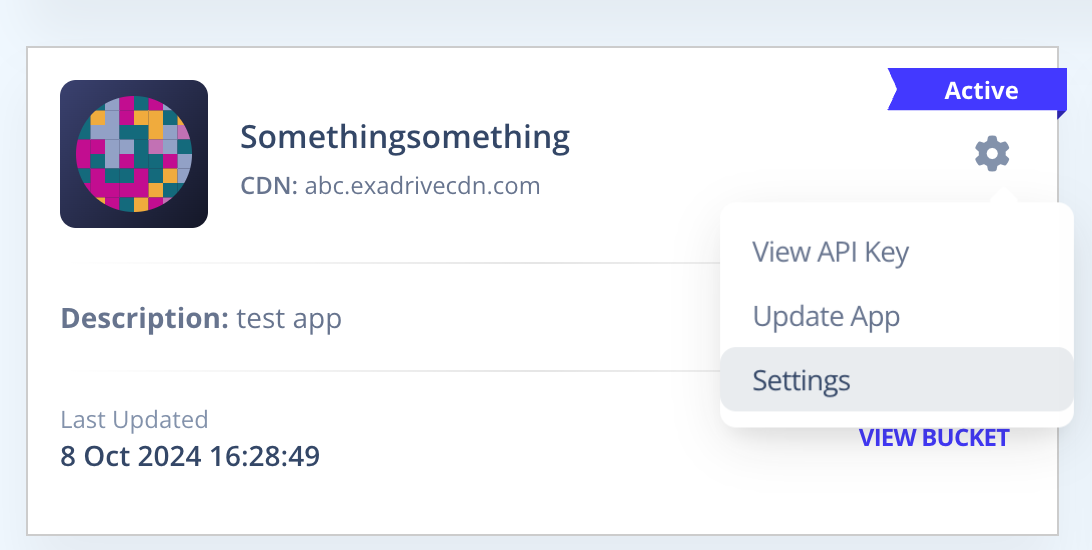 Active
Somethingsomething
CDN: abc.exadrivecdn.com
View API Key
Description: test app
Update App
Settings
Last Updated
VIEW BUCKET
8 Oct 2024 16:28:49